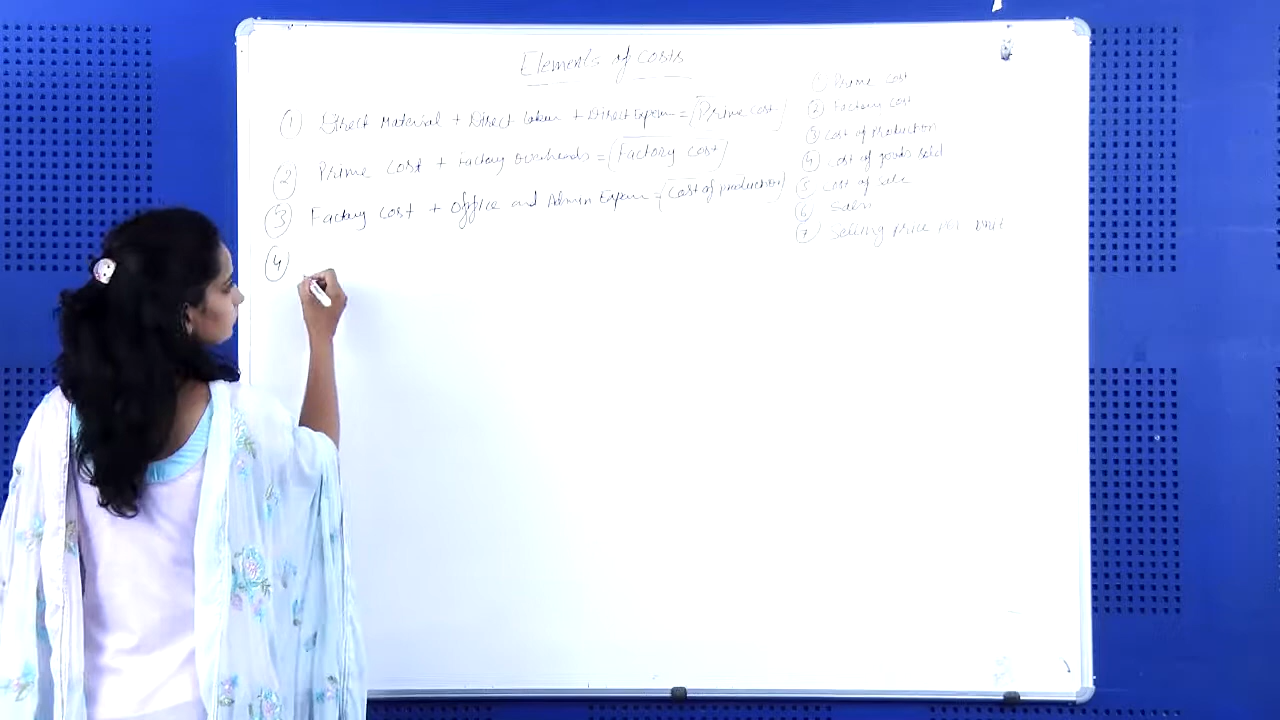 Elements of costs
① Direct Material + Direct labour + Direct Expen = (Prime cost)
② Prime cost + Factory overheads = (Factory cost)
③ Factory cost + Office and Admin Expen = (Cost of production)
④
① Prime cost
② Factory cost
③ Cost of Production
④ Cost of goods sold
⑤ Cost of sale
⑥ Sales
⑦ Selling price per unit